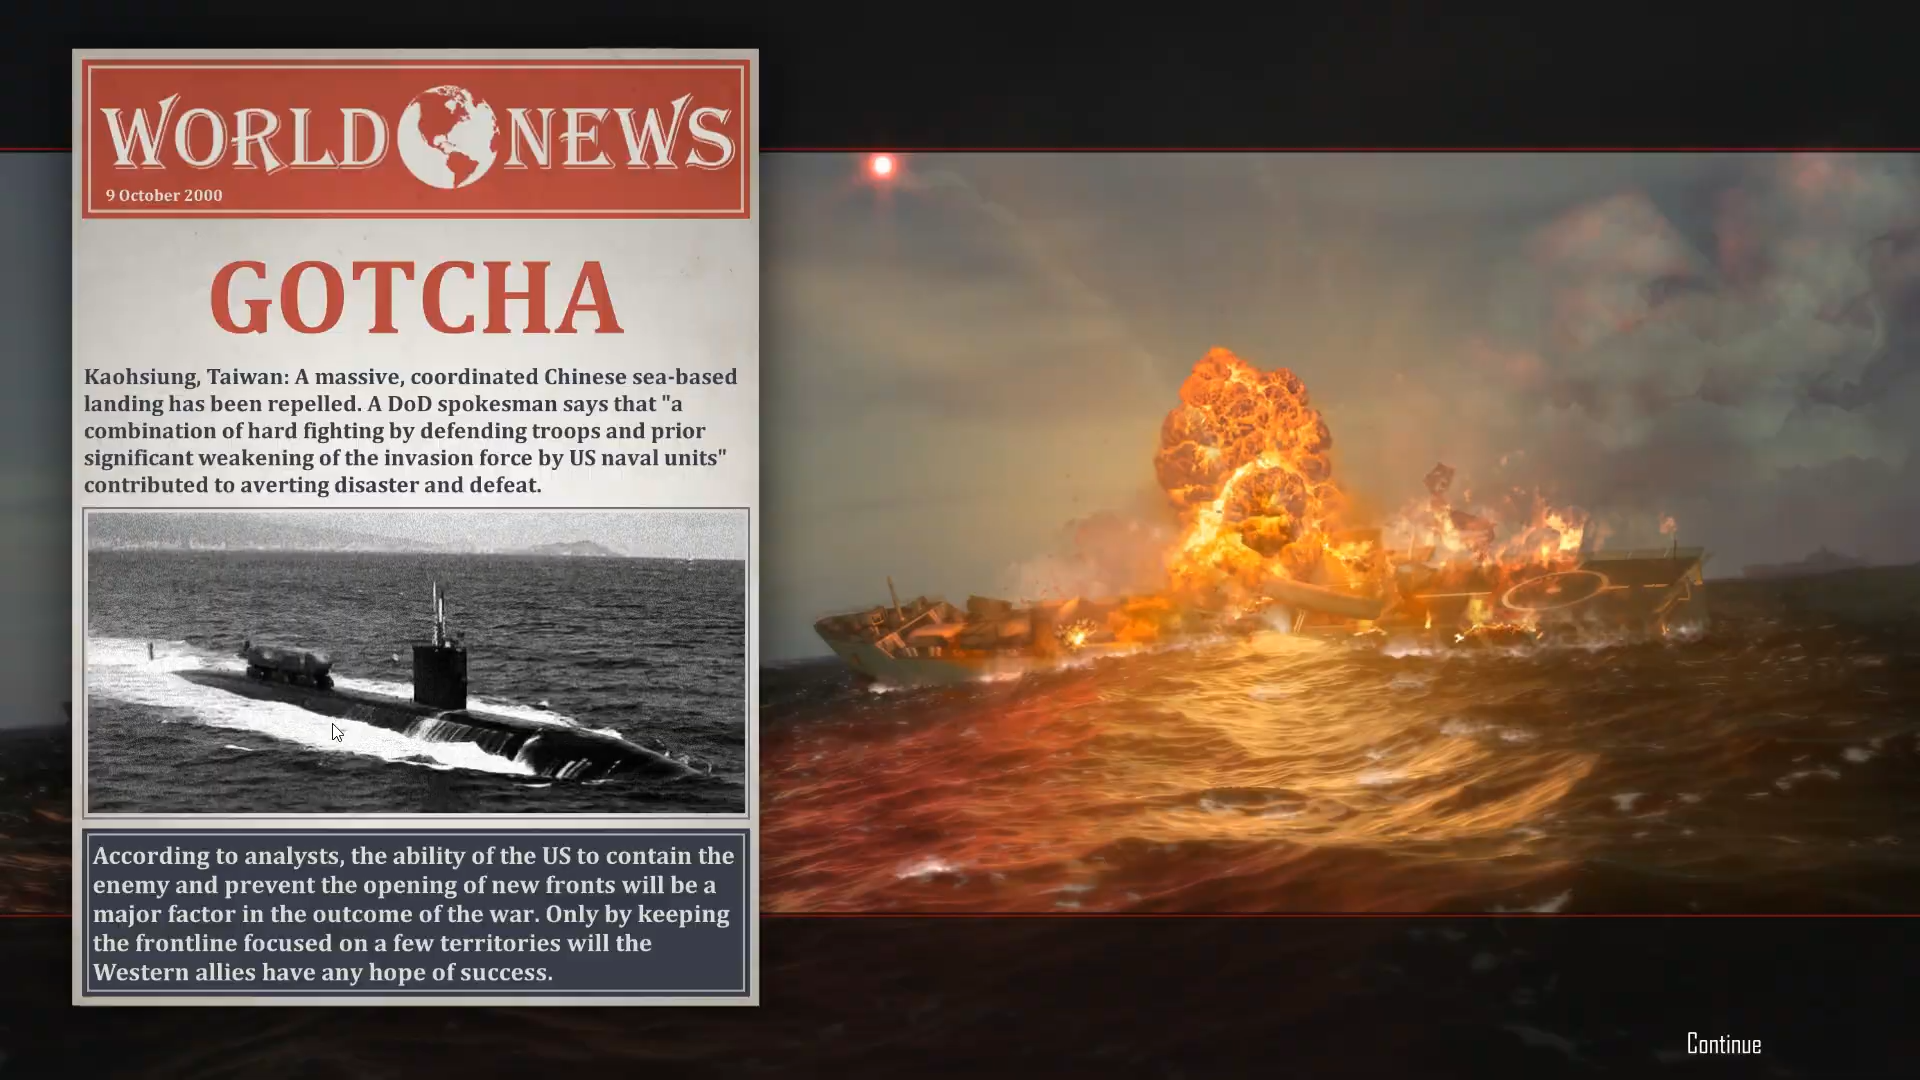 WORLD NEWS
9 October 2000
GOTCHA
Kaohsiung, Taiwan: A massive, coordinated Chinese sea-based
landing has been repelled. A DoD spokesman says that "a
combination of hard fighting by defending troops and prior
significant weakening of the invasion force by US naval units"
contributed to averting disaster and defeat.
According to analysts, the ability of the US to contain the
enemy and prevent the opening of new fronts will be a
major factor in the outcome of the war. Only by keeping
the frontline focused on a few territories will the
Western allies have any hope of success.
Continue